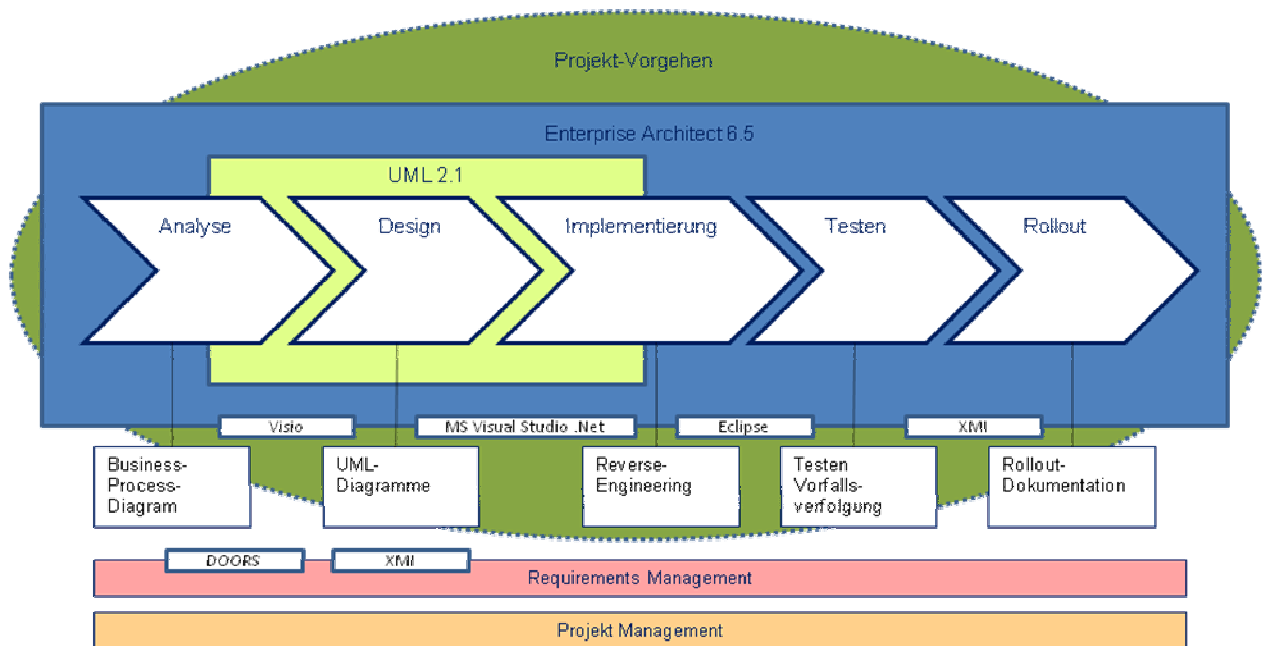 Projekt-Vorgehen
Enterprise Architect 6.5
UML 2.1
Analyse
Design
Implementierung
Testen
Rollout
Visio
MS Visual Studio .Net
Eclipse
XMI
Business-
Process-
Diagram
UML-
Diagramme
Reverse-
Engineering
Testen
Vorfalls-
verfolgung
Rollout-
Dokumentation
DOORS
XMI
Requirements Management
Projekt Management